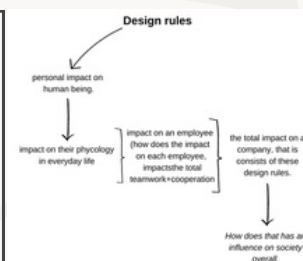 Design rules
personal impact on
human being.
impact on their phycology
in everyday life
impact on an employee
(how does the impact
on each employee,
impactsthe total
teamwork+cooperation
the total impact on a
company, that is
consists of these
design rules.
How does that has an
influence on society
overall.